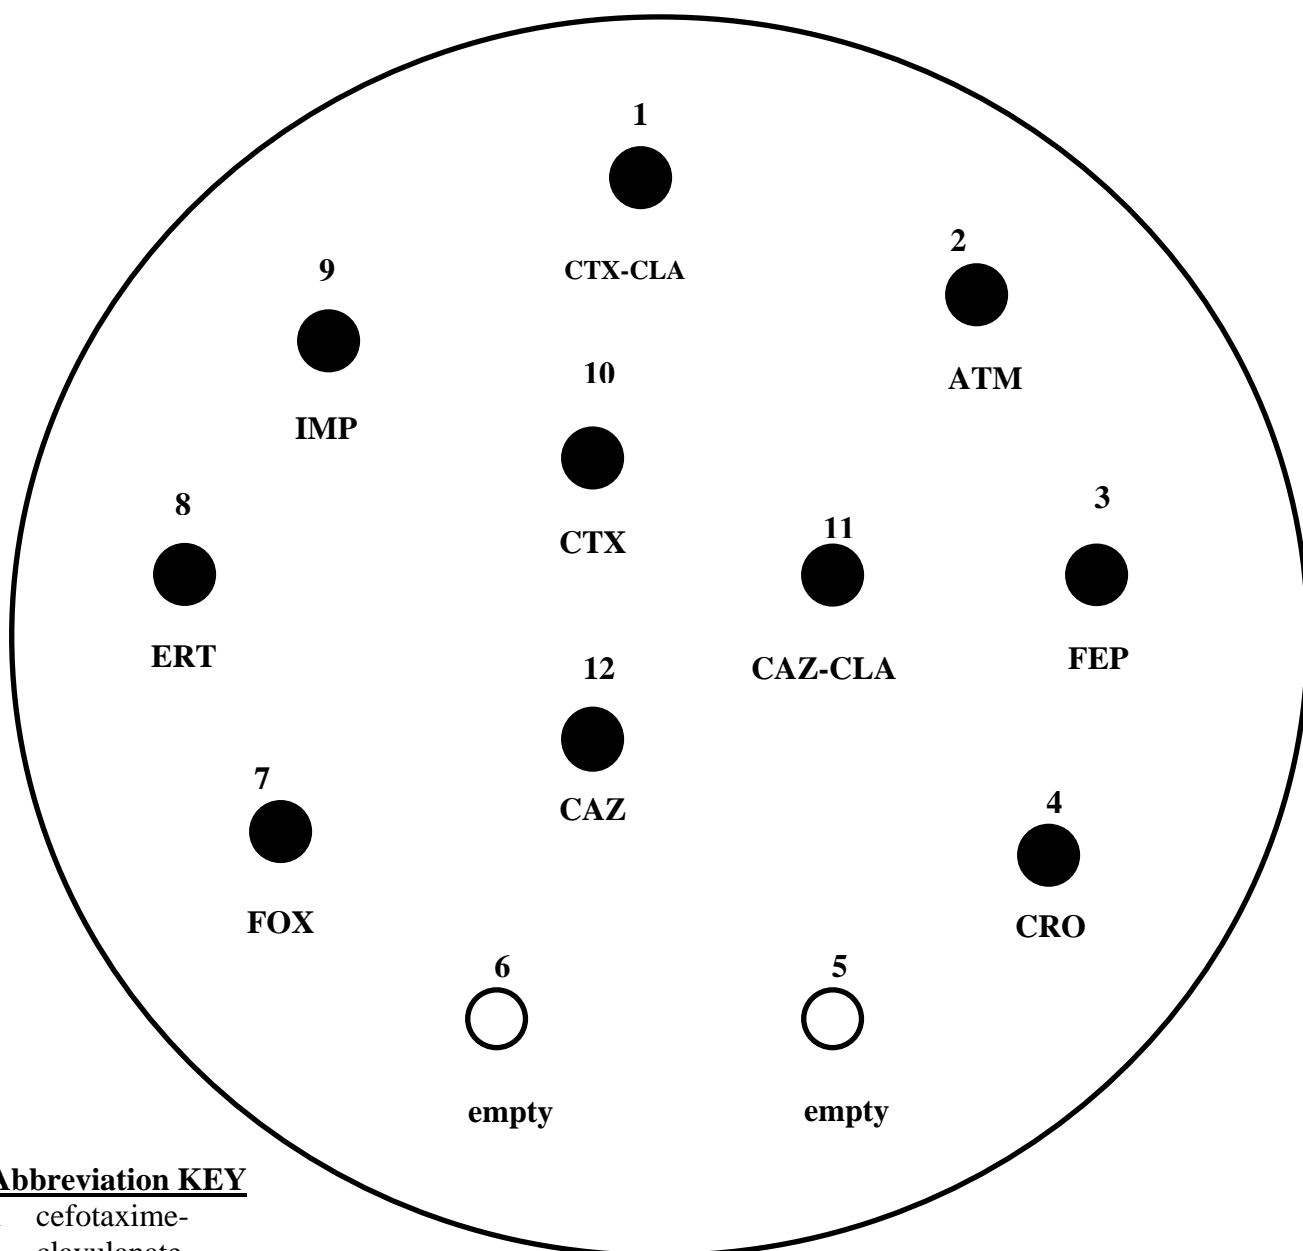 1
CTX-CLA
2
ATM
9
IMP
10
CTX
3
FEP
11
CAZ-CLA
8
ERT
12
CAZ
7
FOX
4
CRO
6
empty
5
empty
Abbreviation KEY
cefotaxime-
clavulanate